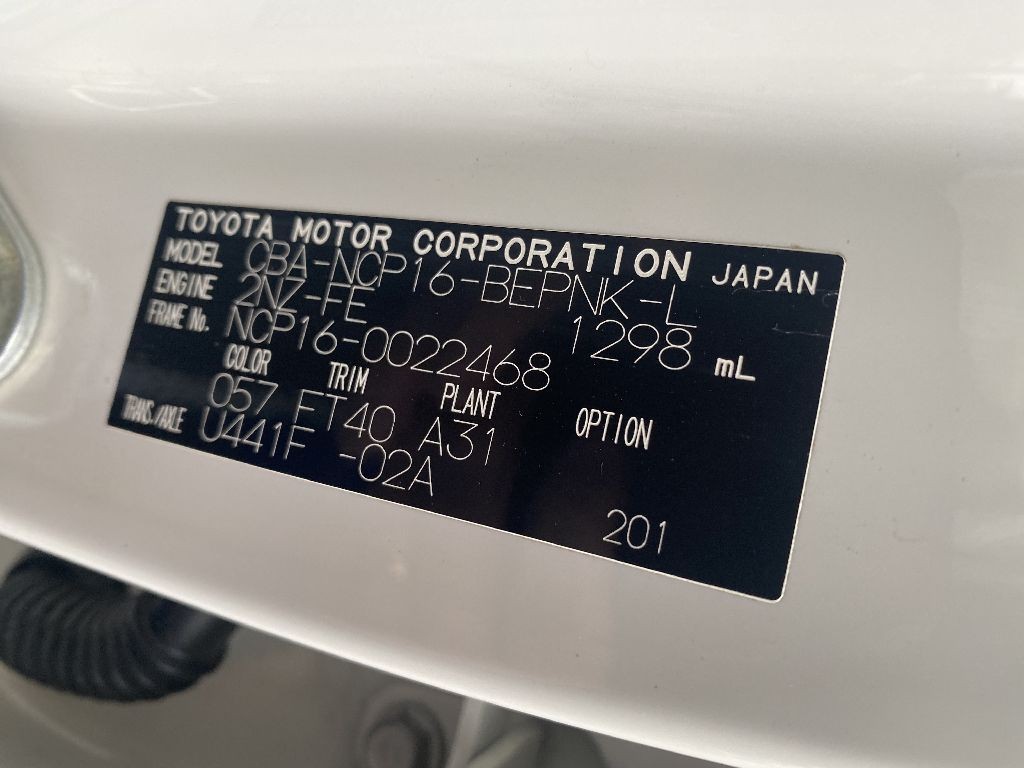 TOYOTA MOTOR CORPORATION JAPAN
MODEL CBA-NCP16-BEPNK-L
ENGINE 2NZ-FE 1298 mL
FRAME No. NCP16-0022468
COLOR TRIM PLANT OPTION
057 FT40 A31
TRANS./AXLE U441F -02A
201